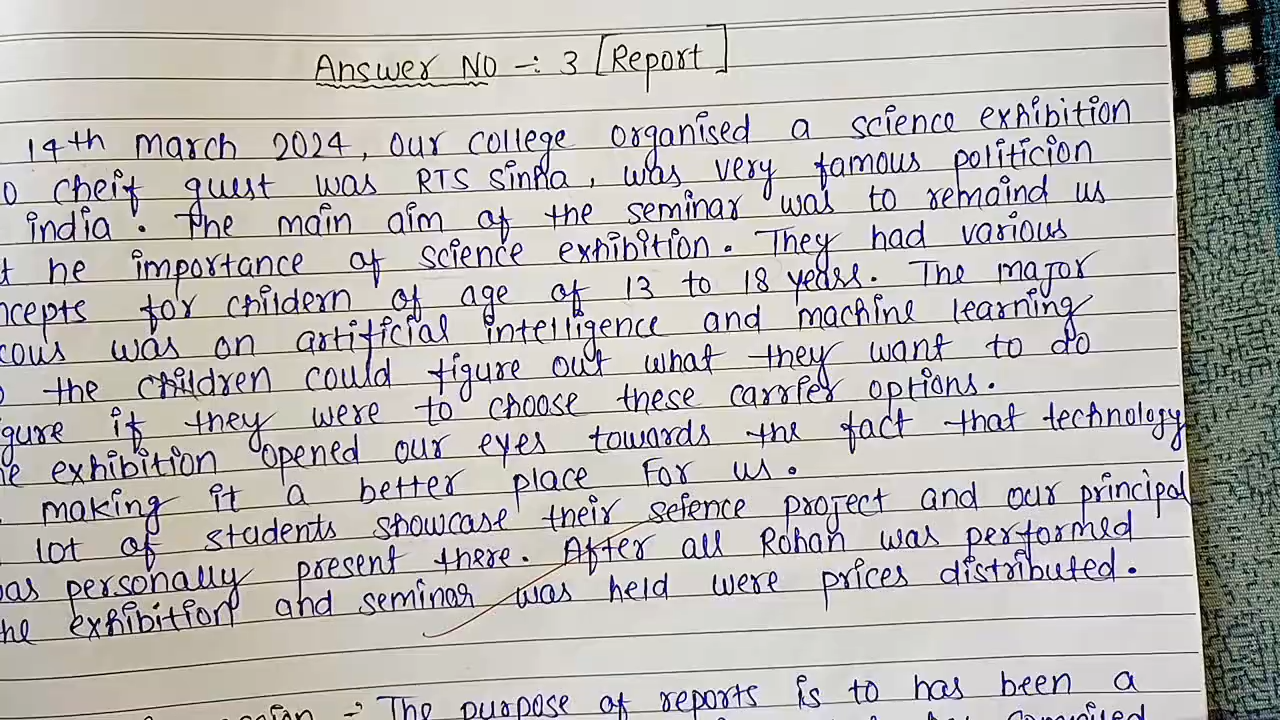 Answer No -: 3 [Report]
14th march 2024, our college organised a science exhibition
cheif guest was RTS Sinha, was very famous politicion
india. The main aim of the seminar was to remaind us
he importance of science exhibition. They had various
ncepts for childern of age of 13 to 18 years. The major
cous was on artificial intelligence and machine learning
the children could figure out what they want to do
gure if they were to choose these carrier options.
e exhibition opened our eyes towards the fact that technology
making it a better place for us.
lot of students showcase their science project and our principal
as personally present there. After all Rohan was performed
he exhibition and seminar was held were prices distributed.
-: The purpose of reports is to has been a